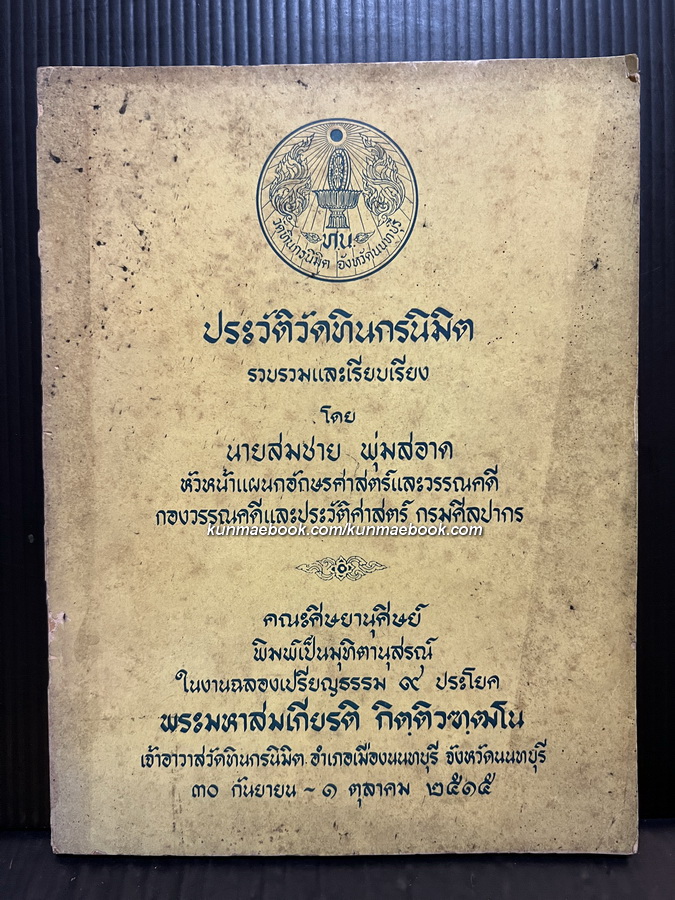 ทน.
วัดทินกรนิมิต จังหวัดนนทบุรี
ประวัติวัดทินกรนิมิต
รวบรวมและเรียบเรียง
โดย
นายสมชาย พุ่มสอาด
หัวหน้าแผนกอักษรศาสตร์และวรรณคดี
กองวรรณคดีและประวัติศาสตร์ กรมศิลปากร
kunmaebook.com/kunmaebook.com
คณะศิษยานุศิษย์
พิมพ์เป็นมุทิตานุสรณ์
ในงานฉลองเปรียญธรรม ๙ ประโยค
พระมหาสมเกียรติ กิตฺติวฑฺฒโน
เจ้าอาวาสวัดทินกรนิมิต อำเภอเมืองนนทบุรี จังหวัดนนทบุรี
๓๐ กันยายน ~ ๑ ตุลาคม ๒๕๑๕